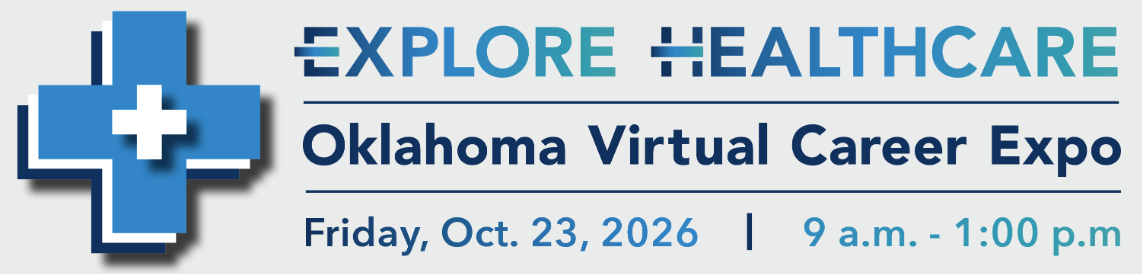 EXPLORE HEALTHCARE
Oklahoma Virtual Career Expo
Friday, Oct. 23, 2026 | 9 a.m. - 1:00 p.m